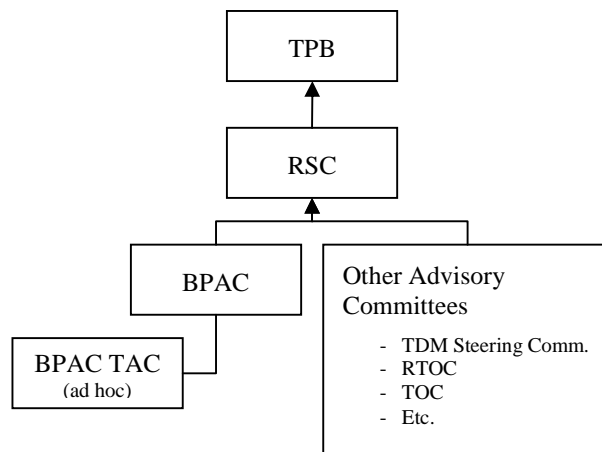 TPB
RSC
BPAC
BPAC TAC
(ad hoc)
Other Advisory
Committees
- TDM Steering Comm.
- RTOC
- TOC
- Etc.